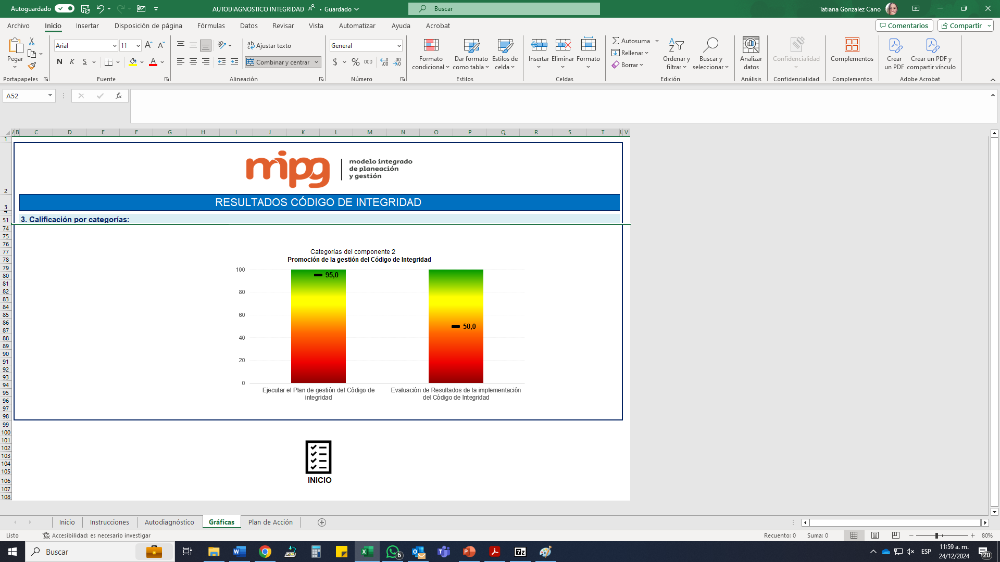 Autoguardado
AUTODIAGNOSTICO INTEGRIDAD • Guardado
Buscar
Tatiana Gonzalez Cano
Archivo Inicio Insertar Disposición de página Fórmulas Datos Revisar Vista Automatizar Ayuda Acrobat
Comentarios Compartir
Pegar
Portapapeles
Arial 11
N K S
Fuente
Ajustar texto
Combinar y centrar
Alineación
General
$ % 000
Número
Formato condicional
Dar formato como tabla
Estilos de celda
Estilos
Insertar Eliminar Formato
Celdas
Autosuma
Rellenar
Borrar
Ordenar y filtrar
Buscar y seleccionar
Edición
Analizar datos
Análisis
Confidencialidad
Confidencialidad
Complementos
Complementos
Crear un PDF
Crear un PDF y compartir vínculo
Adobe Acrobat
A52
fx
A B C D E F G H I J K L M N O P Q R S T U V
1
2
3
4
51
74
75
76
77
78
79
80
81
82
83
84
85
86
87
88
89
90
91
92
93
94
95
96
97
98
99
100
101
102
103
104
105
106
107
108
mipg
modelo integrado
de planeación
y gestión
RESULTADOS CÓDIGO DE INTEGRIDAD
3. Calificación por categorías:
Categorías del componente 2
Promoción de la gestión del Código de Integridad
100
80
60
40
20
0
95,0
50,0
Ejecutar el Plan de gestión del Código de
integridad
Evaluación de Resultados de la implementación
del Código de Integridad
INICIO
Inicio Instrucciones Autodiagnóstico Gráficas Plan de Acción
Listo
Accesibilidad: es necesario investigar
Recuento: 0 Suma: 0
80%
Buscar
6
7z
ESP
11:59 a. m.
24/12/2024
20